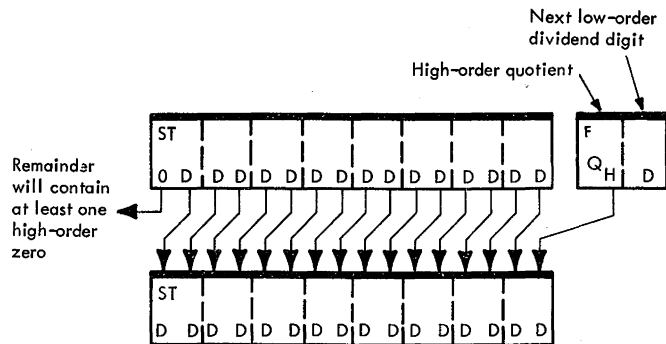 Next low-order
dividend digit
High-order quotient
ST
F
Remainder
will contain
at least one
high-order
zero
0 D D D D D D D D D D D D D D D
Q H D
ST
D D D D D D D D D D D D D D D D